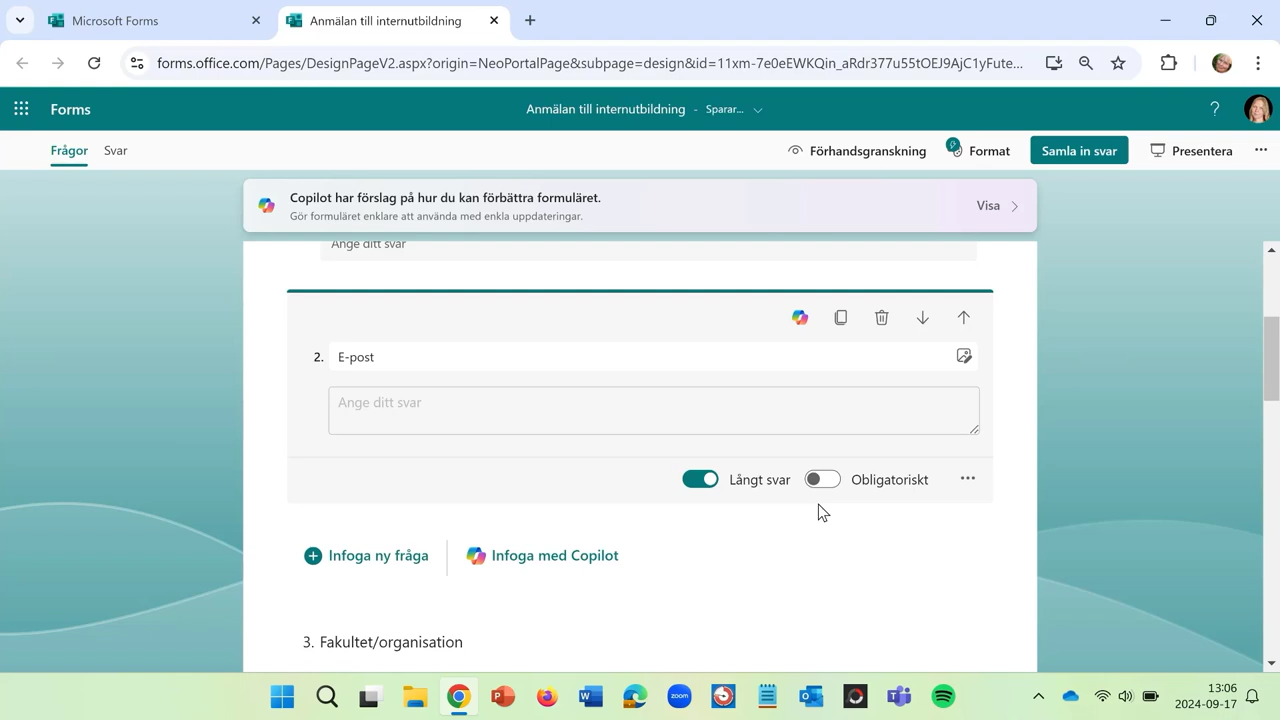 Microsoft Forms
Anmälan till internutbildning
forms.office.com/Pages/DesignPageV2.aspx?origin=NeoPortalPage&subpage=design&id=11xm-7e0eEWKQin_aRdr377u55tOEJ9AjC1yFute...
Forms
Anmälan till internutbildning - Sparar...
Frågor
Svar
Förhandsgranskning
Format
Samla in svar
Presentera
Copilot har förslag på hur du kan förbättra formuläret.
Gör formuläret enklare att använda med enkla uppdateringar.
Visa
Ange ditt svar
2. E-post
Ange ditt svar
Långt svar
Obligatoriskt
Infoga ny fråga
Infoga med Copilot
3. Fakultet/organisation
zoom
13:06
2024-09-17